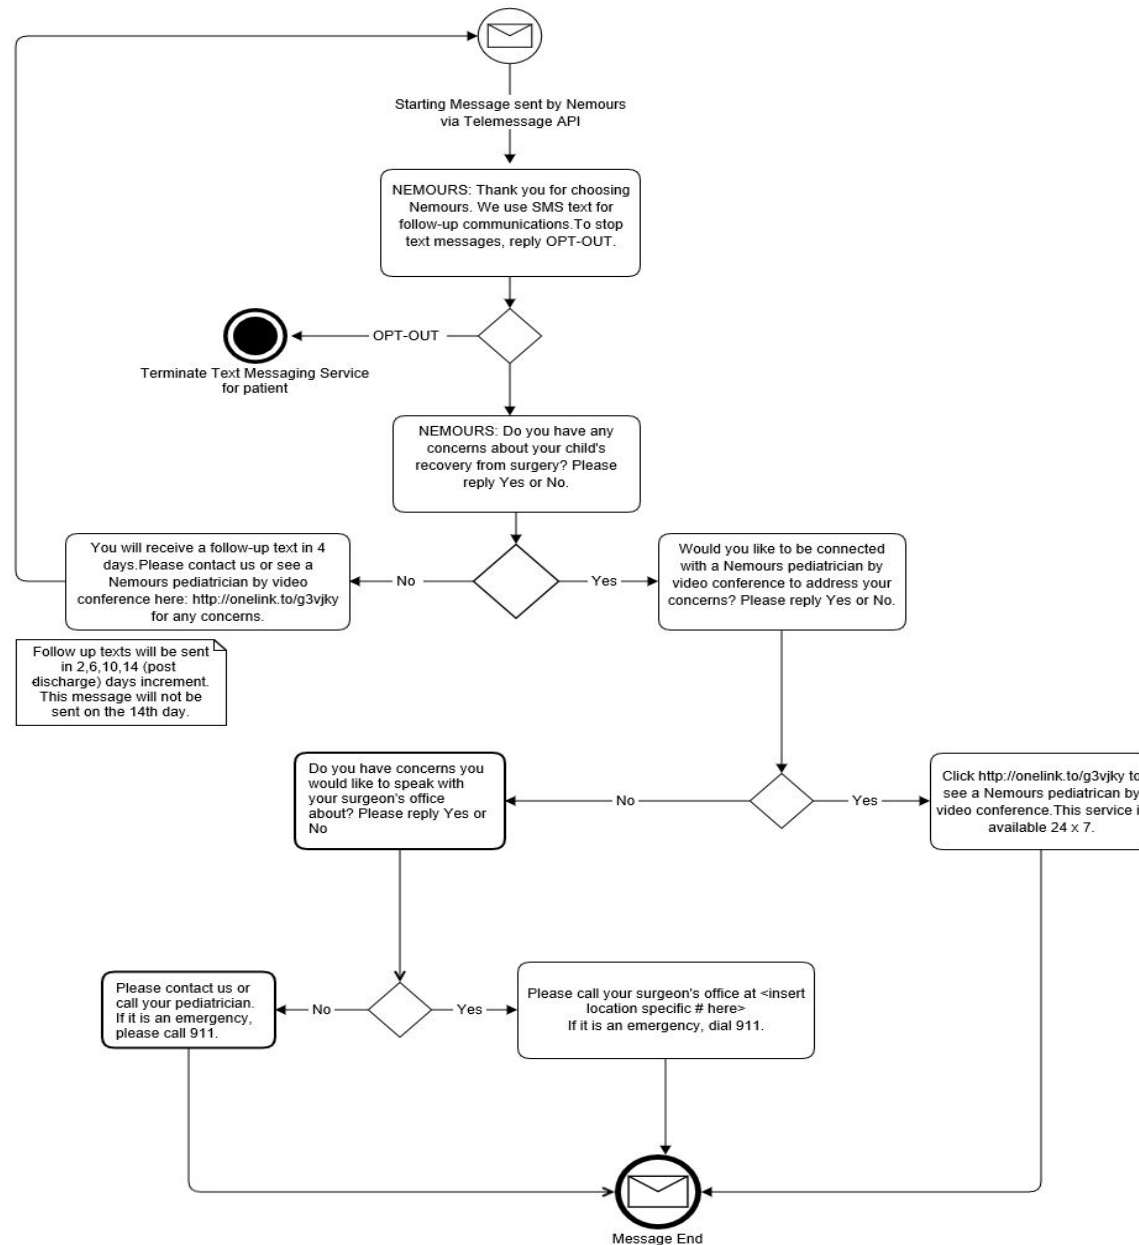 Starting Message sent by Nemours
via Telemessage API
NEMOURS: Thank you for choosing
Nemours. We use SMS text for
follow-up communications.To stop
text messages, reply OPT-OUT.
OPT-OUT
Terminate Text Messaging Service
for patient
NEMOURS: Do you have any
concerns about your child's
recovery from surgery? Please
reply Yes or No.
You will receive a follow-up text in 4
days.Please contact us or see a
Nemours pediatrician by video
conference here: http://onelink.to/g3vjky
for any concerns.
No
Yes
Would you like to be connected
with a Nemours pediatrician by
video conference to address your
concerns? Please reply Yes or No.
Follow up texts will be sent
in 2,6,10,14 (post
discharge) days increment.
This message will not be
sent on the 14th day.
Do you have concerns you
would like to speak with
your surgeon's office
about? Please reply Yes or
No
No
Yes
Click http://onelink.to/g3vjky to
see a Nemours pediatrican by
video conference.This service i
available 24 x 7.
Please contact us or
call your pediatrician.
If it is an emergency,
please call 911.
No
Yes
Please call your surgeon's office at <insert
location specific # here>
If it is an emergency, dial 911.
Message End